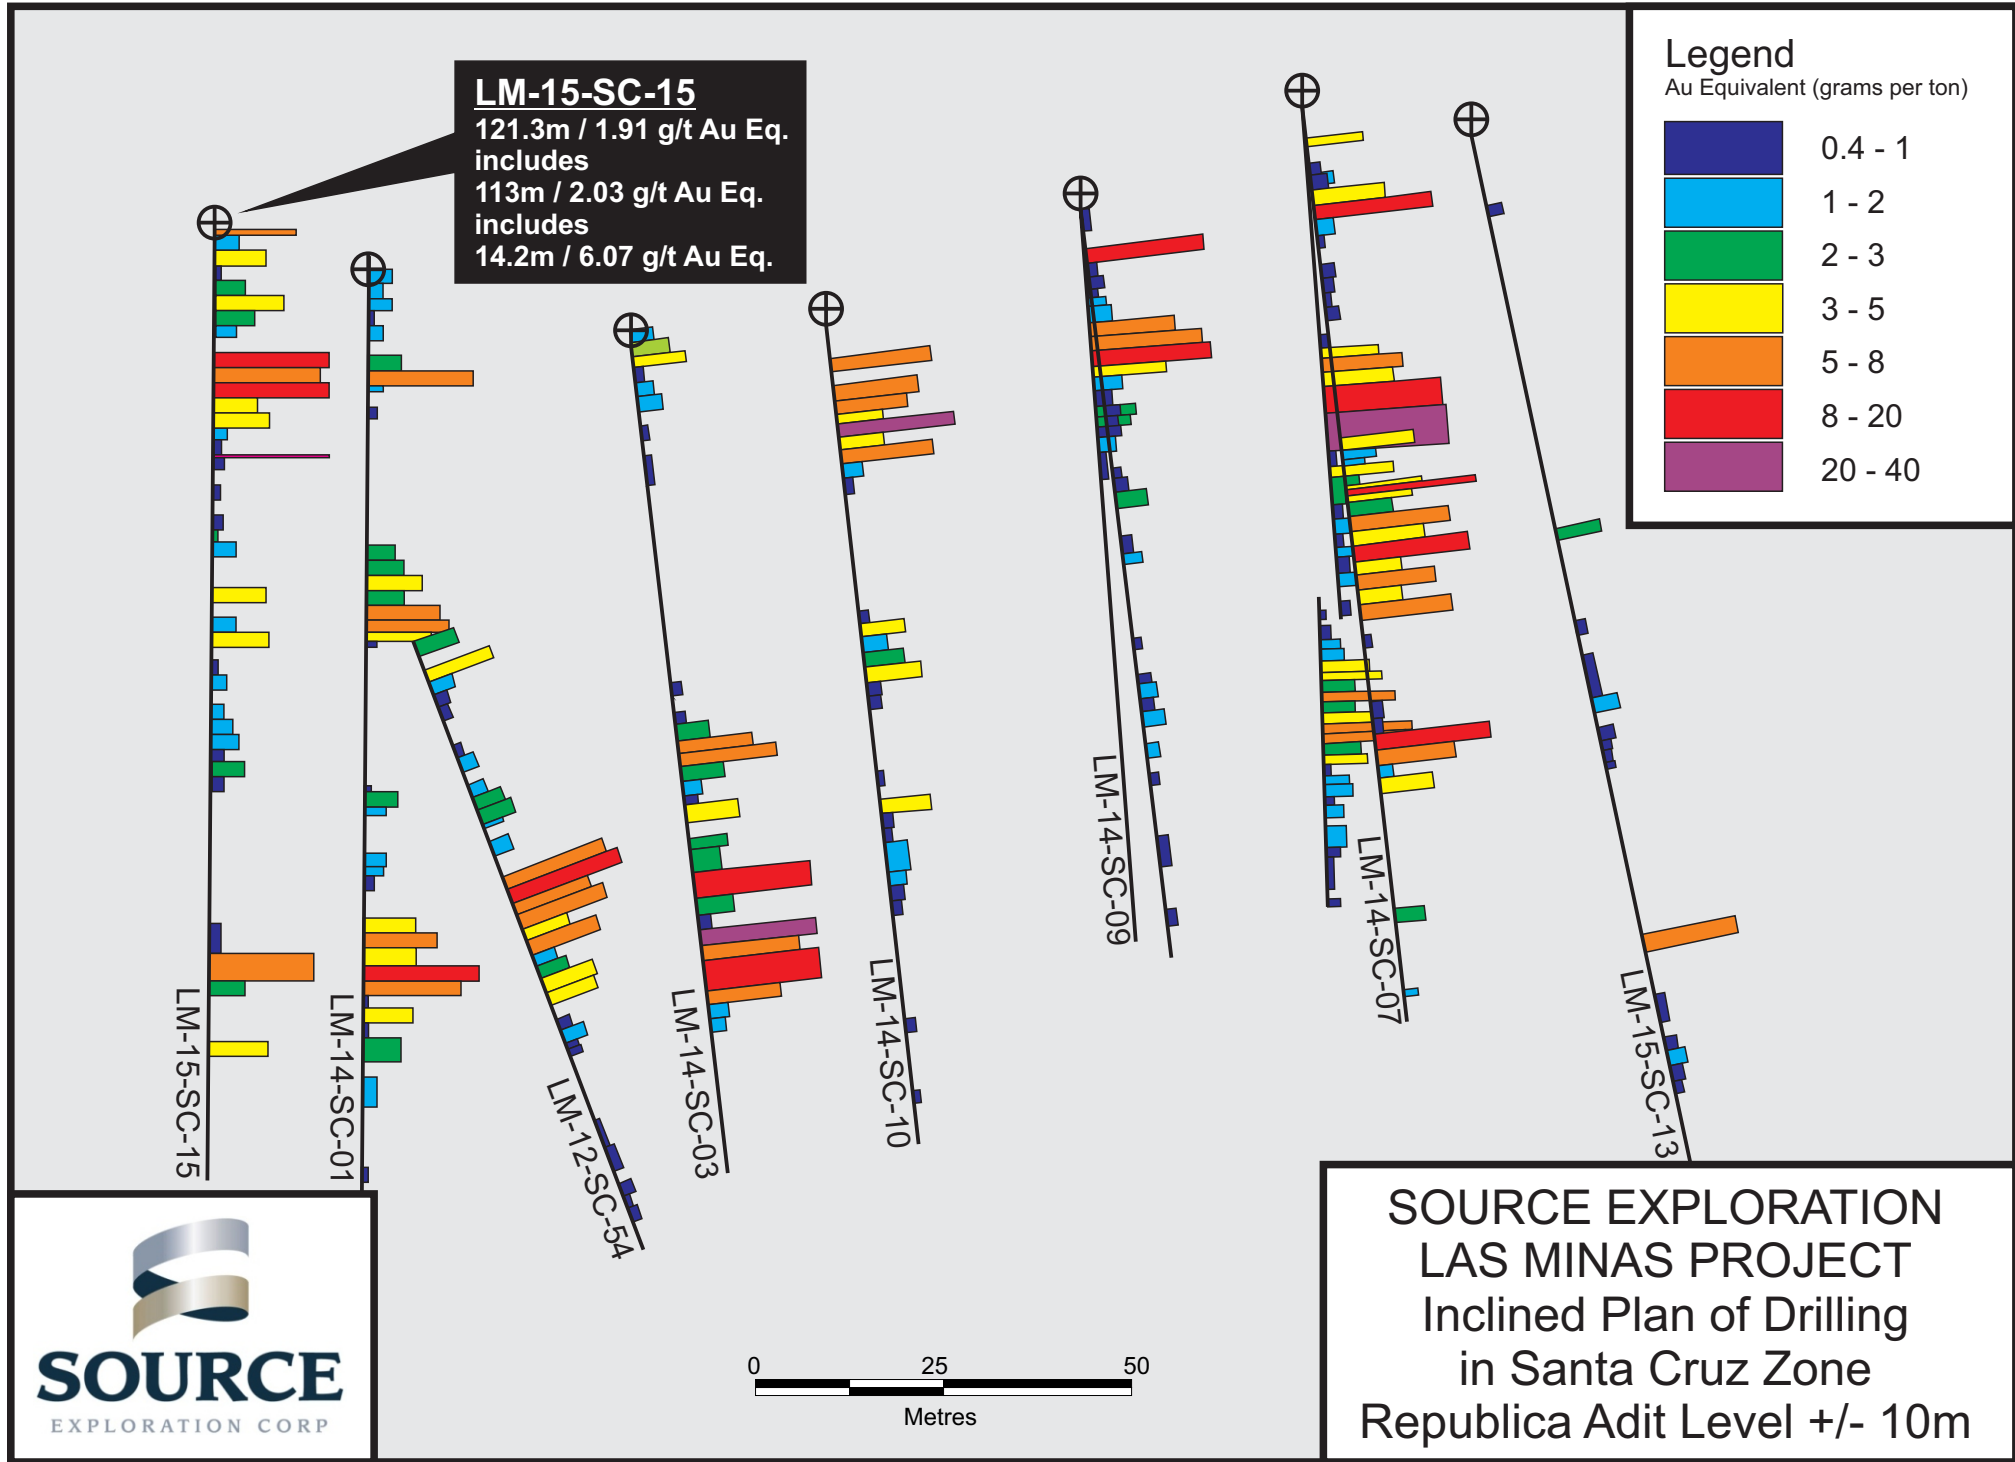 LM-15-SC-15
121.3m / 1.91 g/t Au Eq.
includes
113m / 2.03 g/t Au Eq.
includes
14.2m / 6.07 g/t Au Eq.
Legend
Au Equivalent (grams per ton)
0.4 - 1
1 - 2
2 - 3
3 - 5
5 - 8
8 - 20
20 - 40
LM-15-SC-15
LM-14-SC-01
LM-12-SC-54
LM-14-SC-03
LM-14-SC-10
LM-14-SC-09
LM-14-SC-07
LM-15-SC-13
SOURCE
EXPLORATION CORP
0 25 50
Metres
SOURCE EXPLORATION
LAS MINAS PROJECT
Inclined Plan of Drilling
in Santa Cruz Zone
Republica Adit Level +/- 10m